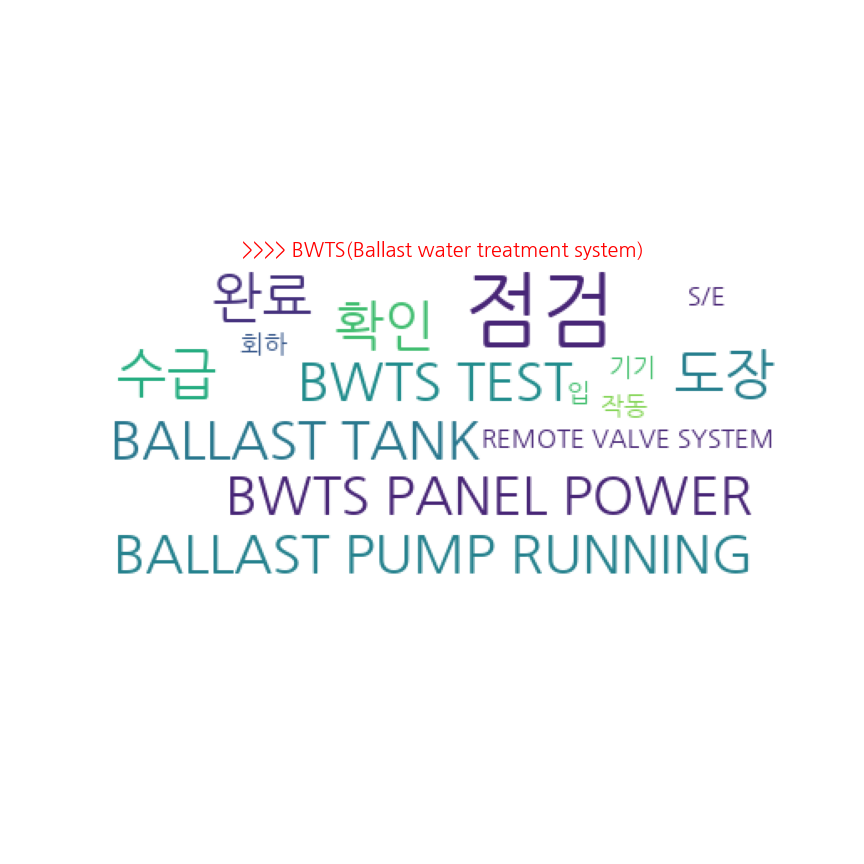 >>>> BWTS(Ballast water treatment system)
완료 확인 점검 S/E
회하
수급 BWTS TEST 입 기기 도장
작동
BALLAST TANK REMOTE VALVE SYSTEM
BWTS PANEL POWER
BALLAST PUMP RUNNING